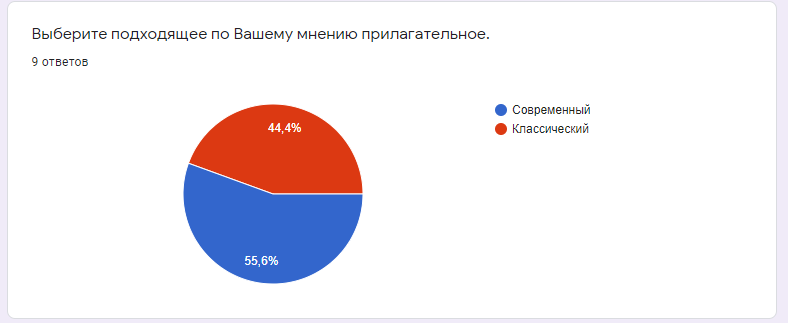 Выберите подходящее по Вашему мнению прилагательное.
9 ответов
44,4%
55,6%
Современный
Классический